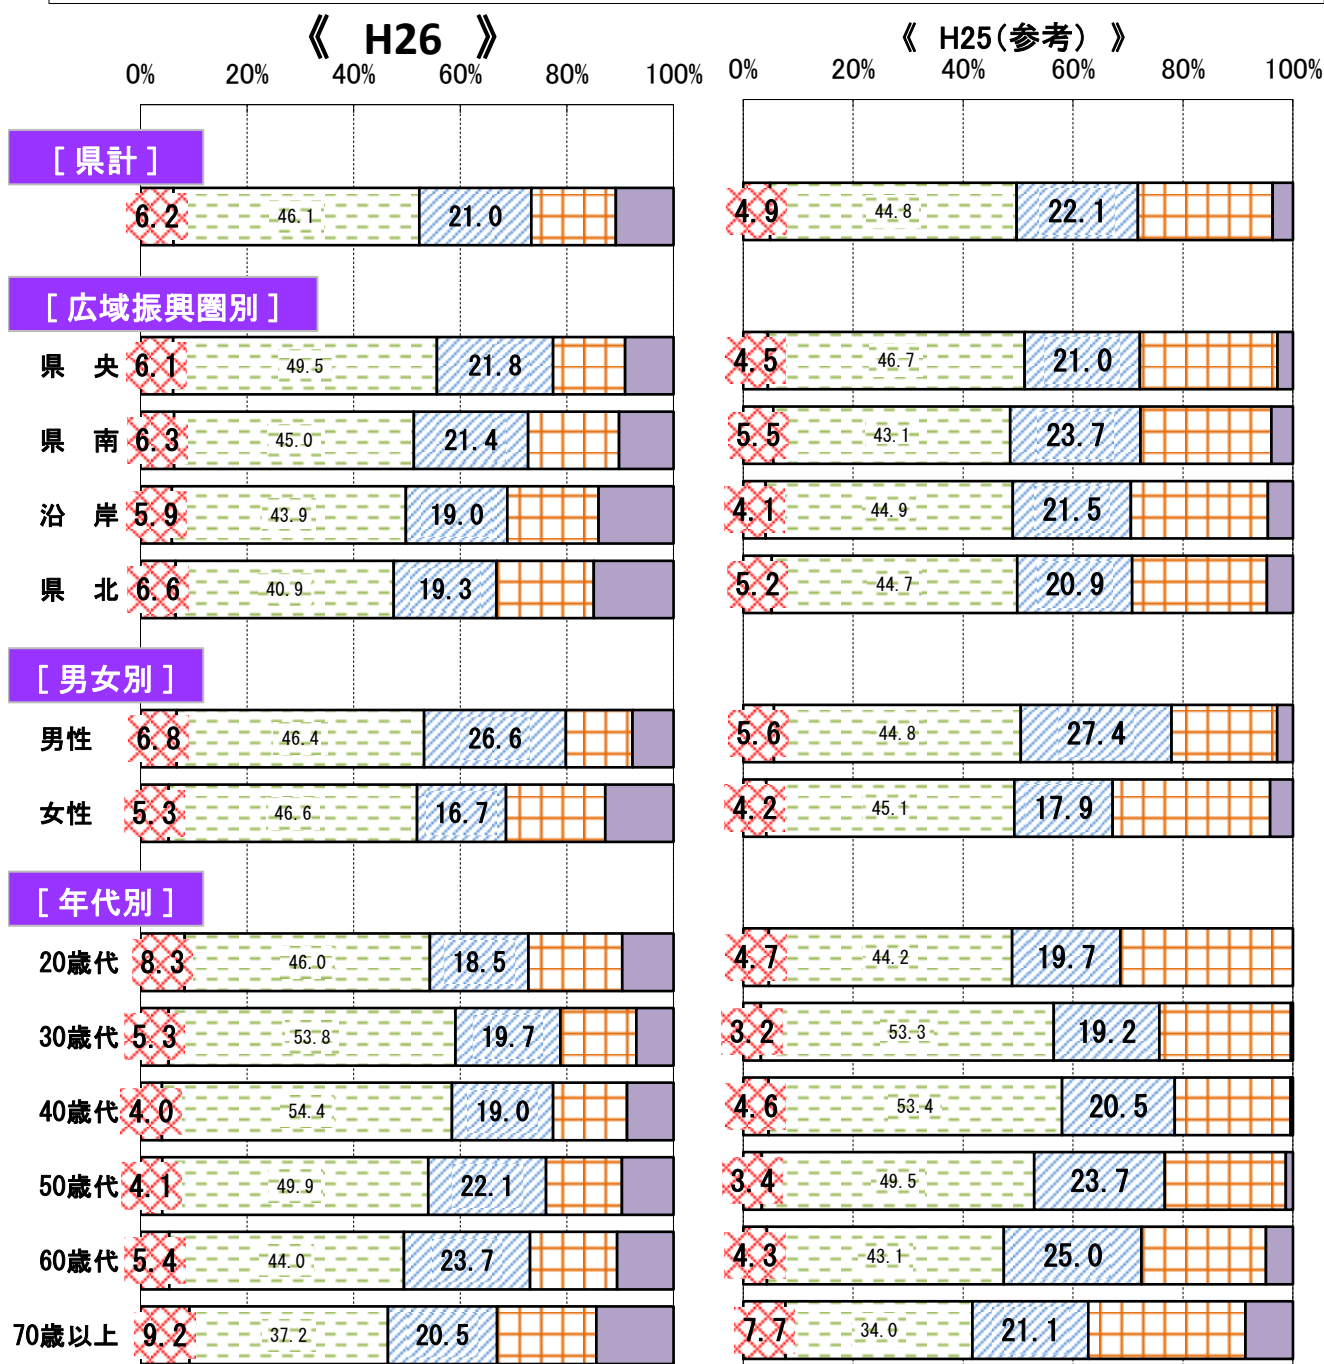 《 H26 》 《 H25(参考) 》
0% 20% 40% 60% 80% 100% 0% 20% 40% 60% 80% 100%
[ 県計 ]
6.2 46.1 21.0 4.9 44.8 22.1
[ 広域振興圏別 ]
県 央 6.1 49.5 21.8 4.5 46.7 21.0
県 南 6.3 45.0 21.4 5.5 43.1 23.7
沿 岸 5.9 43.9 19.0 4.1 44.9 21.5
県 北 6.6 40.9 19.3 5.2 44.7 20.9
[ 男女別 ]
男性 6.8 46.4 26.6 5.6 44.8 27.4
女性 5.3 46.6 16.7 4.2 45.1 17.9
[ 年代別 ]
20歳代 8.3 46.0 18.5 4.7 44.2 19.7
30歳代 5.3 53.8 19.7 3.2 53.3 19.2
40歳代 4.0 54.4 19.0 4.6 53.4 20.5
50歳代 4.1 49.9 22.1 3.4 49.5 23.7
60歳代 5.4 44.0 23.7 4.3 43.1 25.0
70歳以上 9.2 37.2 20.5 7.7 34.0 21.1